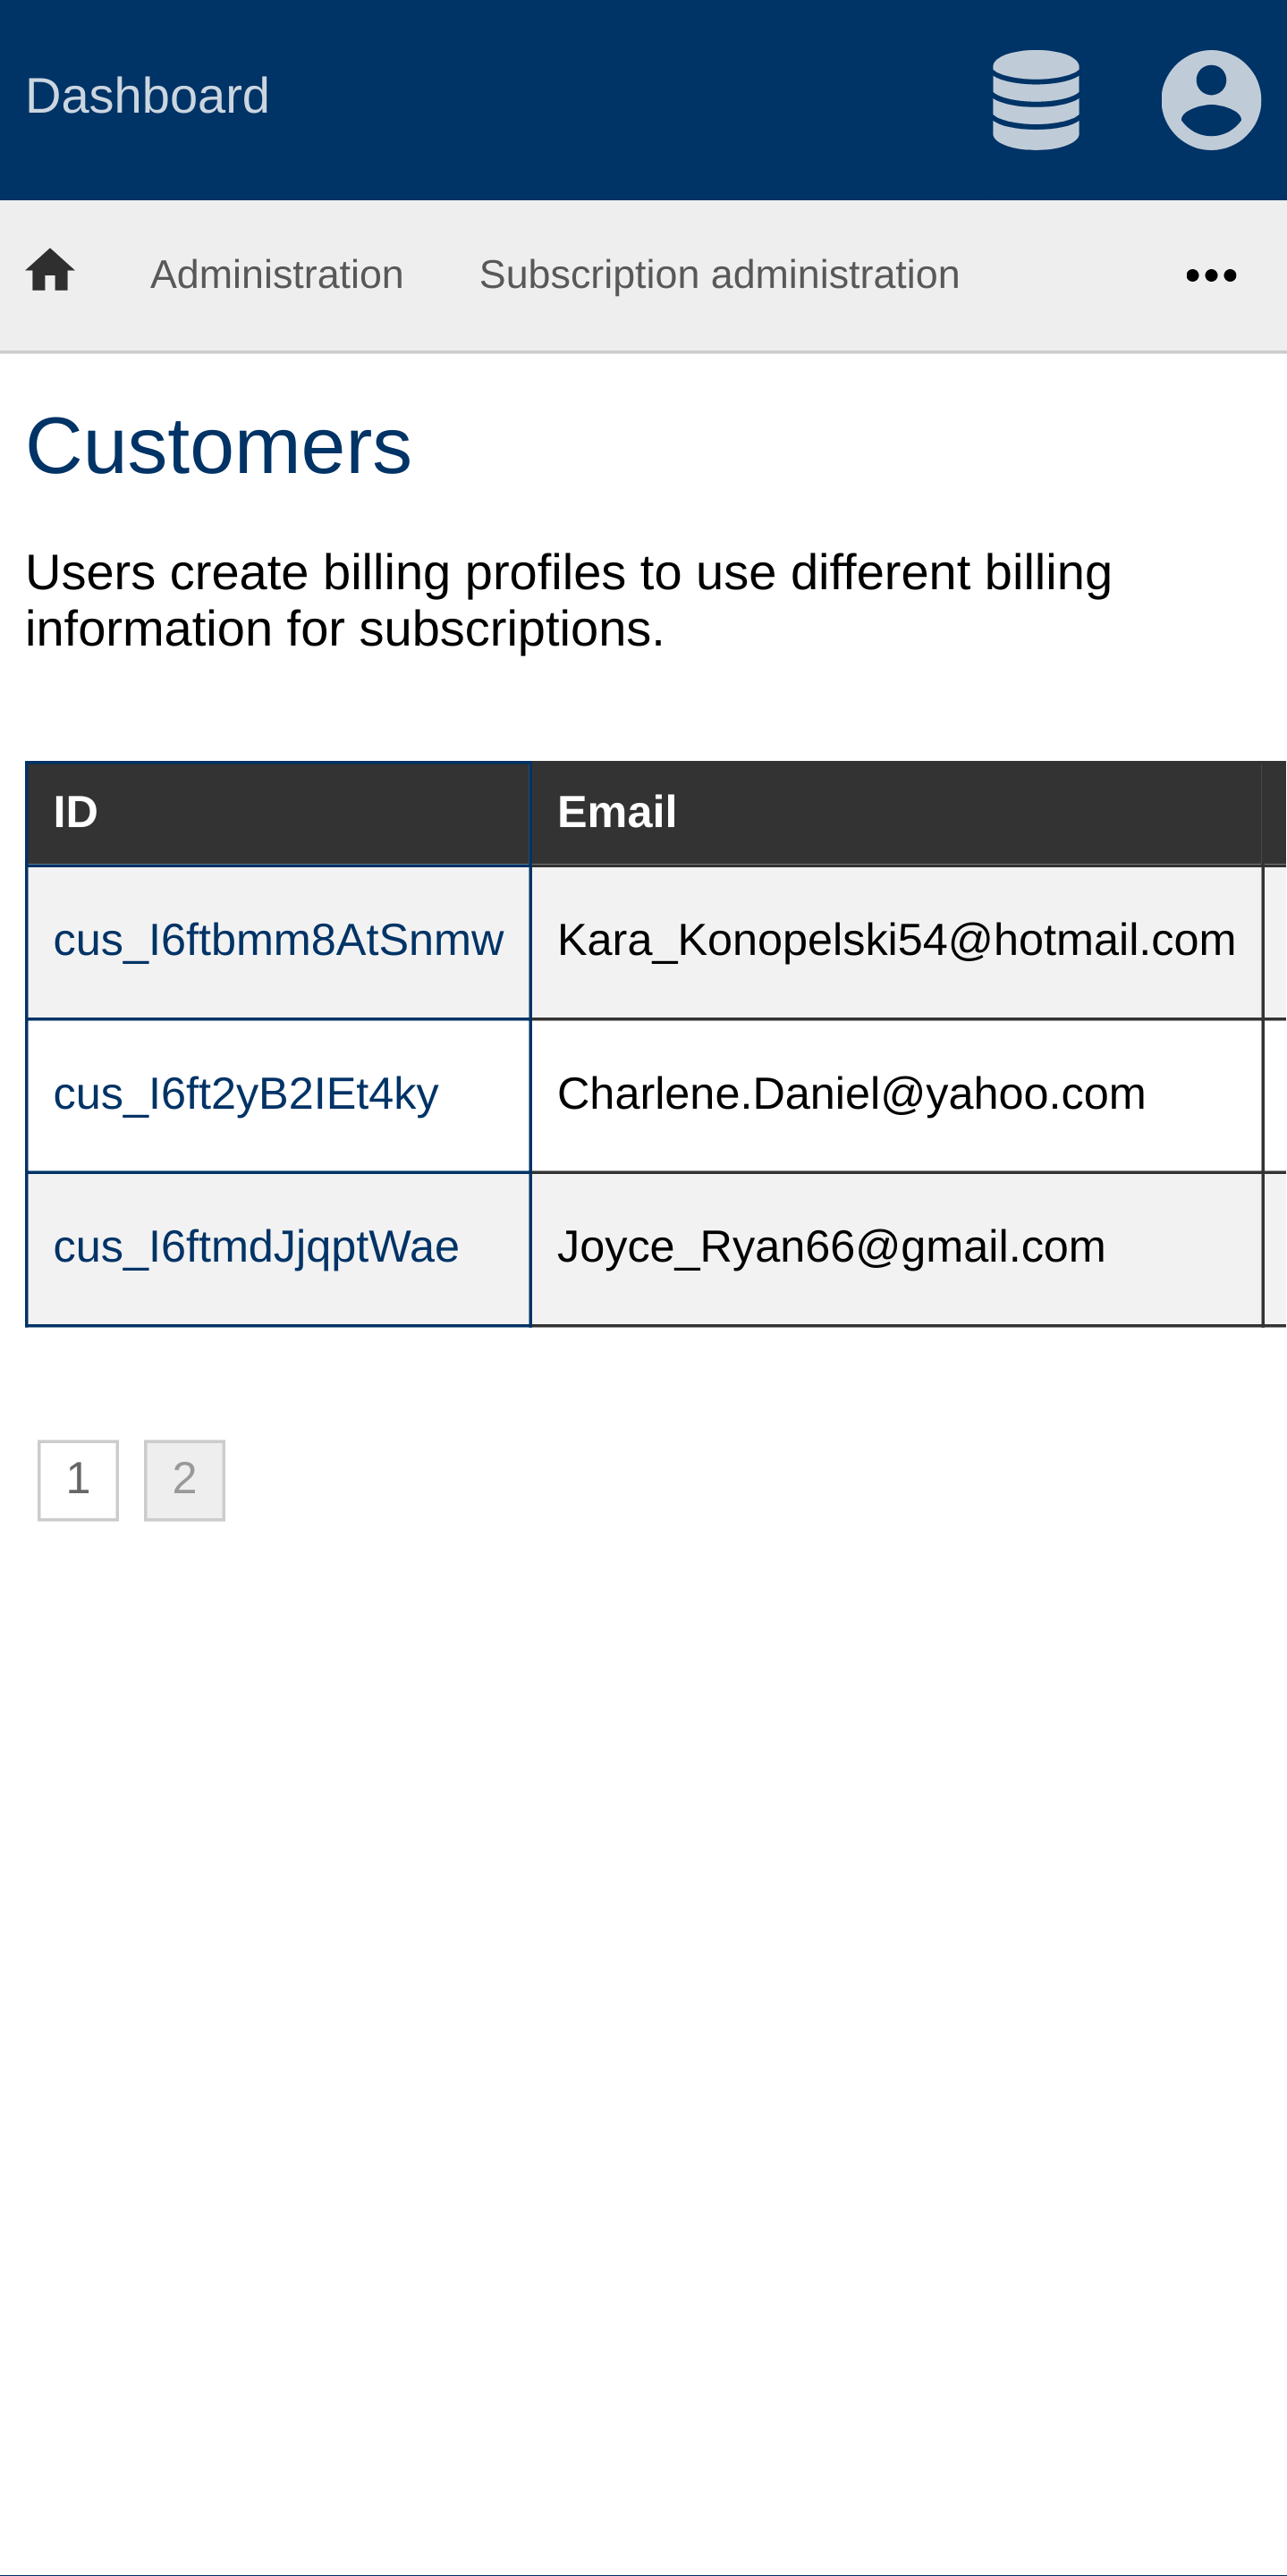 Dashboard
Administration Subscription administration
Customers
Users create billing profiles to use different billing
information for subscriptions.
ID Email
cus_I6ftbmm8AtSnmw Kara_Konopelski54@hotmail.com
cus_I6ft2yB2IEt4ky Charlene.Daniel@yahoo.com
cus_I6ftmdJjqptWae Joyce_Ryan66@gmail.com
1 2